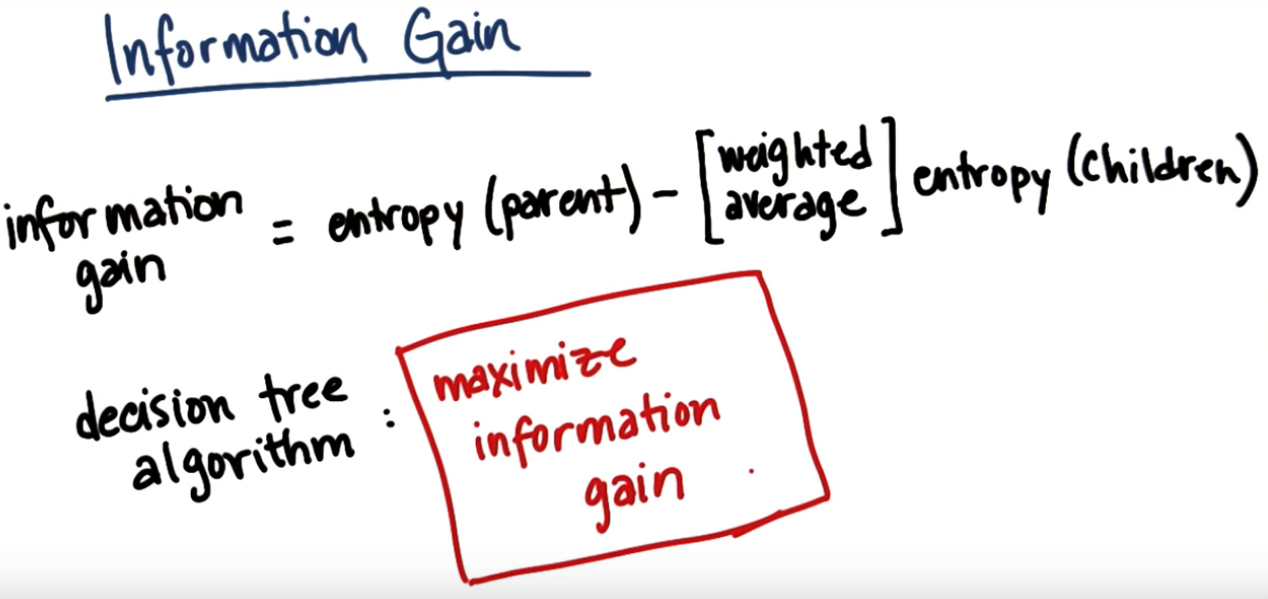 Information Gain
information gain = entropy (parent) - [weighted average] entropy (children)
decision tree algorithm :
maximize
information
gain